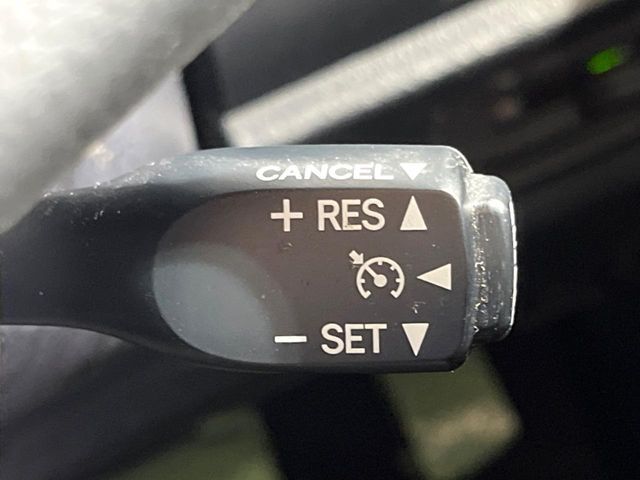 CANCEL ▼
+ RES ▲
◀
− SET ▼